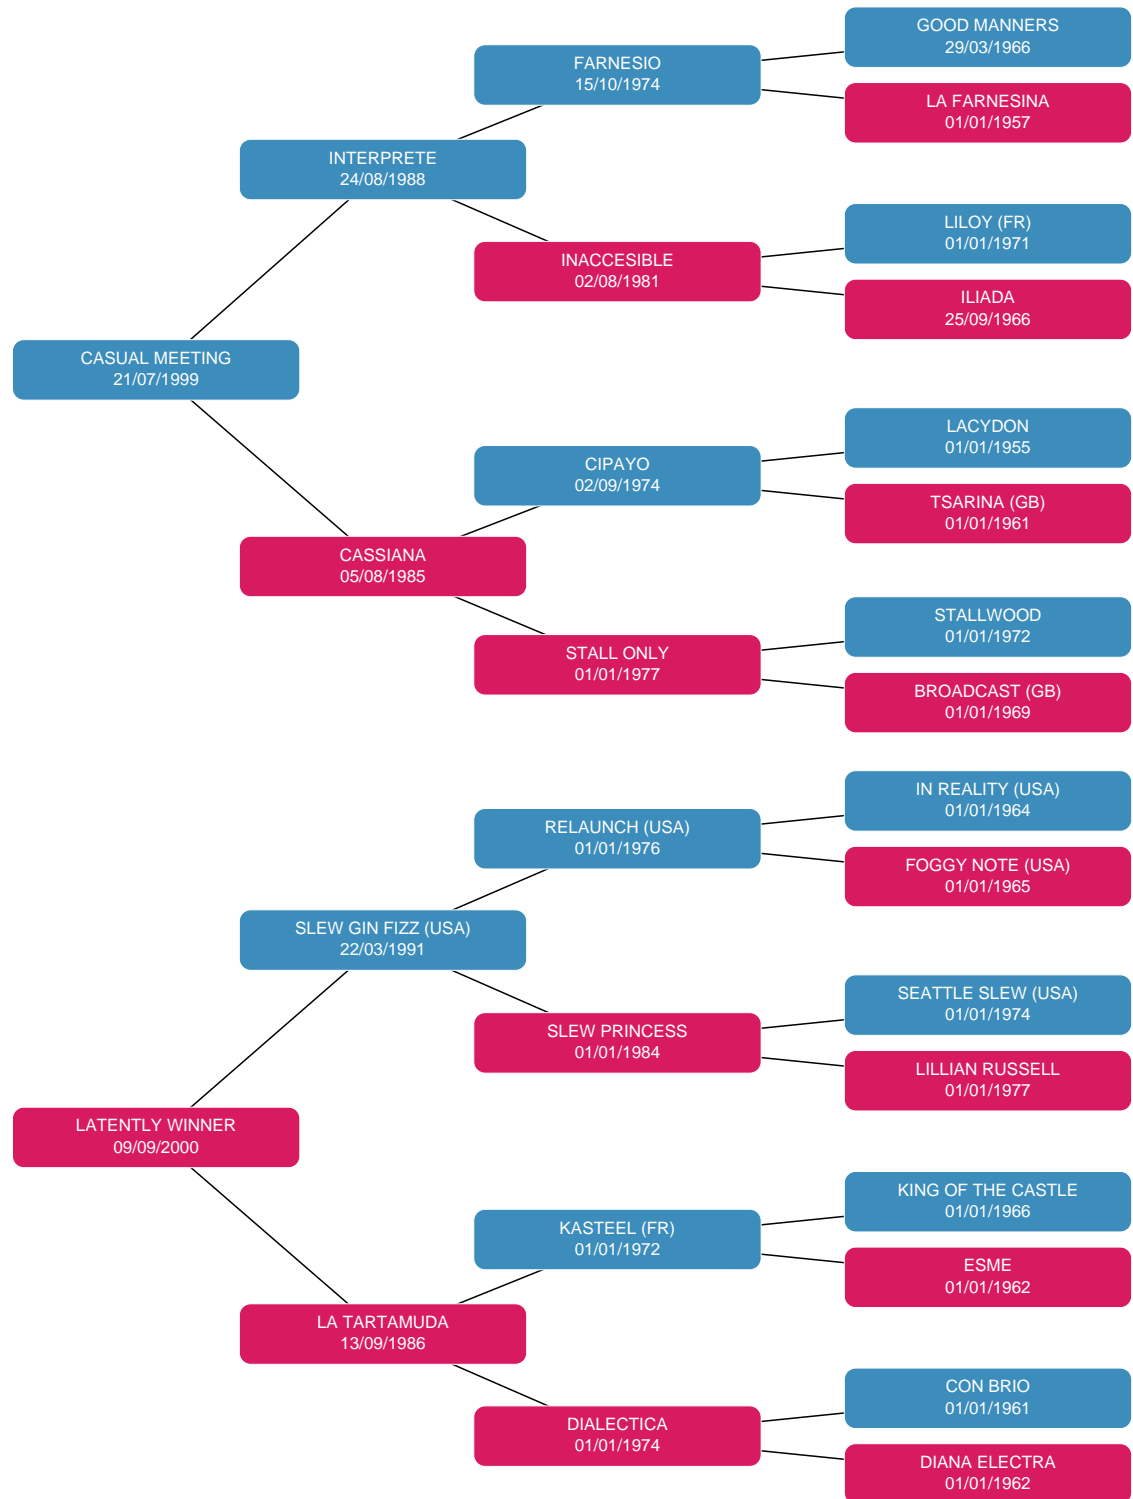 GOOD MANNERS
29/03/1966
FARNESIO
15/10/1974
LA FARNESINA
01/01/1957
INTERPRETE
24/08/1988
LILOY (FR)
01/01/1971
INACCESIBLE
02/08/1981
ILIADA
25/09/1966
CASUAL MEETING
21/07/1999
LACYDON
01/01/1955
CIPAYO
02/09/1974
TSARINA (GB)
01/01/1961
CASSIANA
05/08/1985
STALLWOOD
01/01/1972
STALL ONLY
01/01/1977
BROADCAST (GB)
01/01/1969
IN REALITY (USA)
01/01/1964
RELAUNCH (USA)
01/01/1976
FOGGY NOTE (USA)
01/01/1965
SLEW GIN FIZZ (USA)
22/03/1991
SEATTLE SLEW (USA)
01/01/1974
SLEW PRINCESS
01/01/1984
LILLIAN RUSSELL
01/01/1977
LATENTLY WINNER
09/09/2000
KING OF THE CASTLE
01/01/1966
KASTEEL (FR)
01/01/1972
ESME
01/01/1962
LA TARTAMUDA
13/09/1986
CON BRIO
01/01/1961
DIALECTICA
01/01/1974
DIANA ELECTRA
01/01/1962